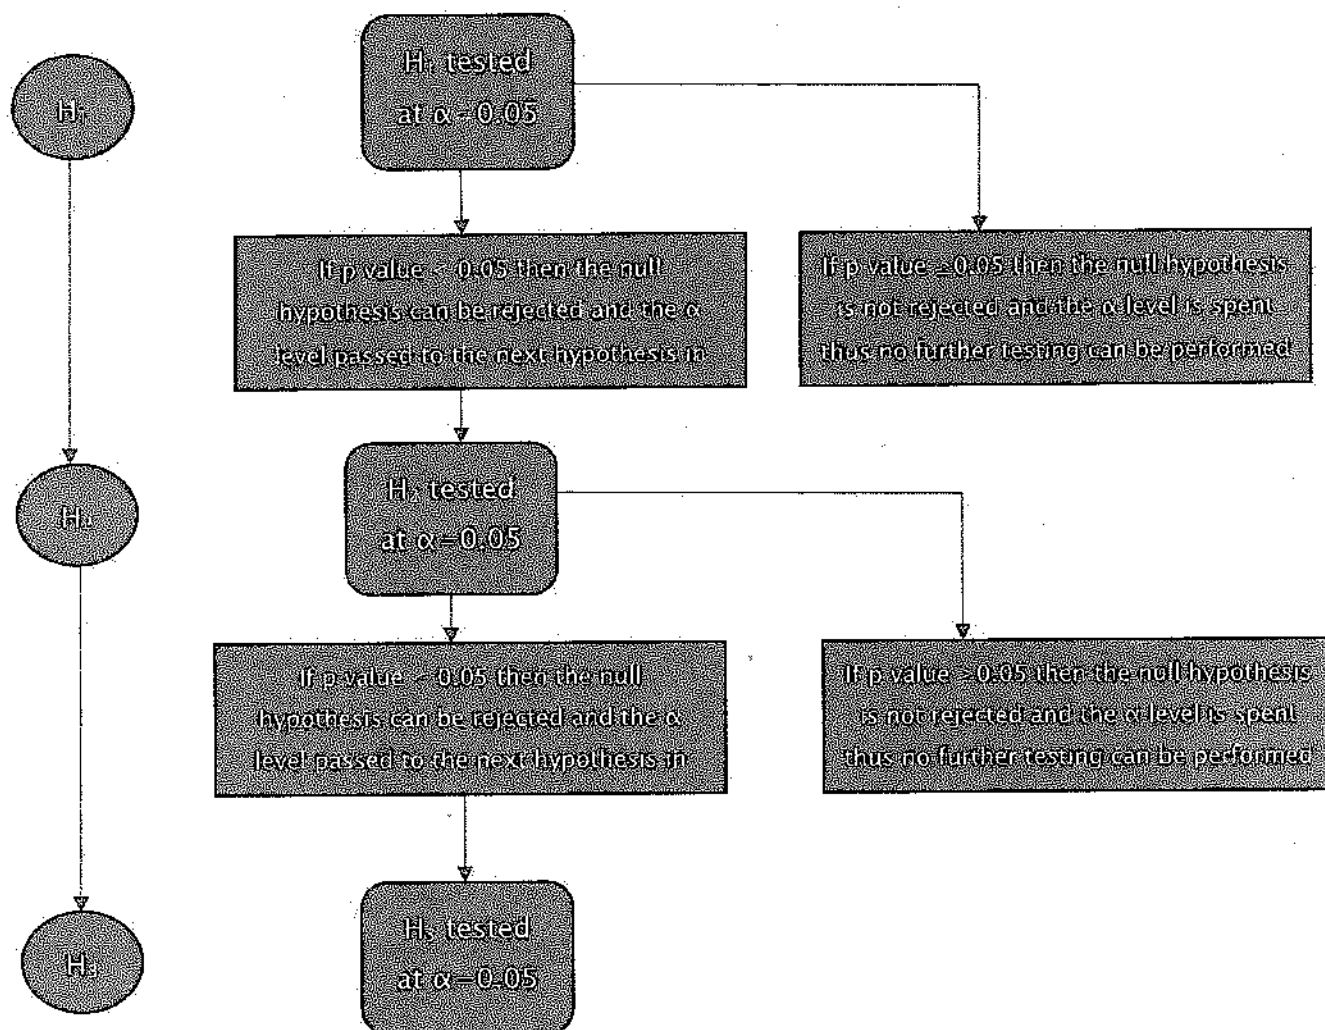 H₁
H₁ tested
at α=0.05
If p value < 0.05 then the null
hypothesis can be rejected and the α
level passed to the next hypothesis in
If p value ≥0.05 then the null hypothesis
is not rejected and the α level is spent
thus no further testing can be performed
H₂
H₂ tested
at α=0.05
If p value < 0.05 then the null
hypothesis can be rejected and the α
level passed to the next hypothesis in
If p value ≥0.05 then the null hypothesis
is not rejected and the α level is spent
thus no further testing can be performed
H₃
H₃ tested
at α=0.05